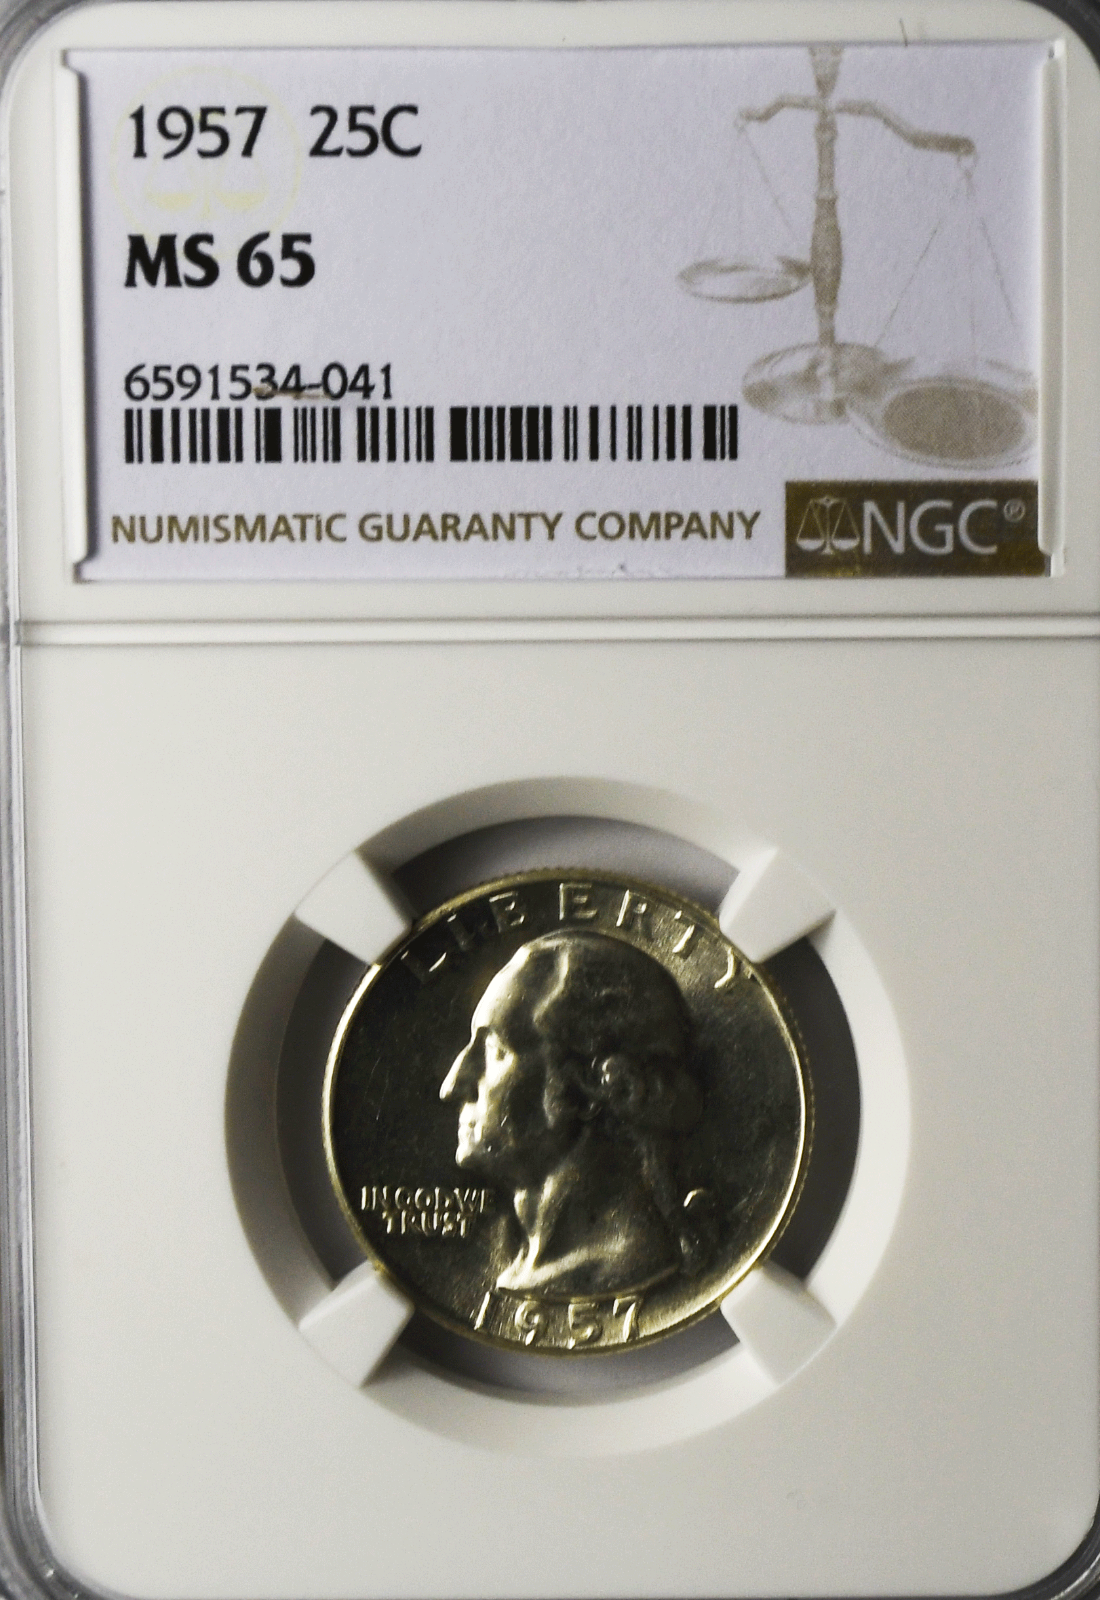 1957 25C
MS 65
6591534-041
NUMISMATIC GUARANTY COMPANY
NGC®
LIBERTY
IN GOD WE
TRUST
1957